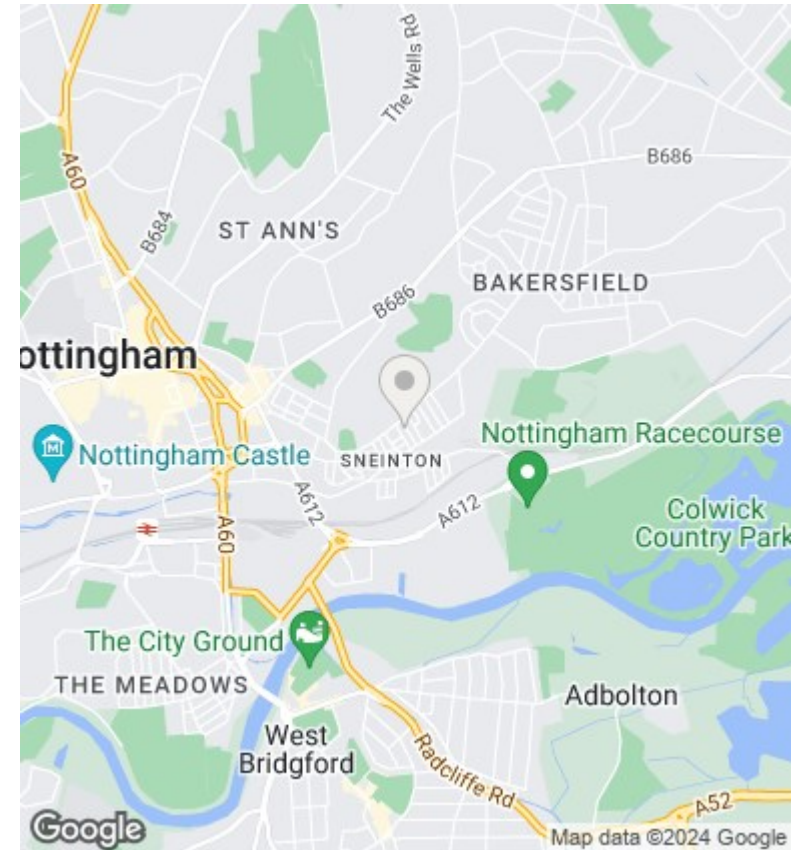 The Wells Rd
A60
B684
ST ANN'S
B686
B686
BAKERSFIELD
ottingham
Nottingham Castle
SNEINTON
Nottingham Racecourse
A612
A612
A60
Colwick
Country Park
The City Ground
THE MEADOWS
West
Bridgford
Adbolton
Radcliffe Rd
A52
Google
Map data ©2024 Google